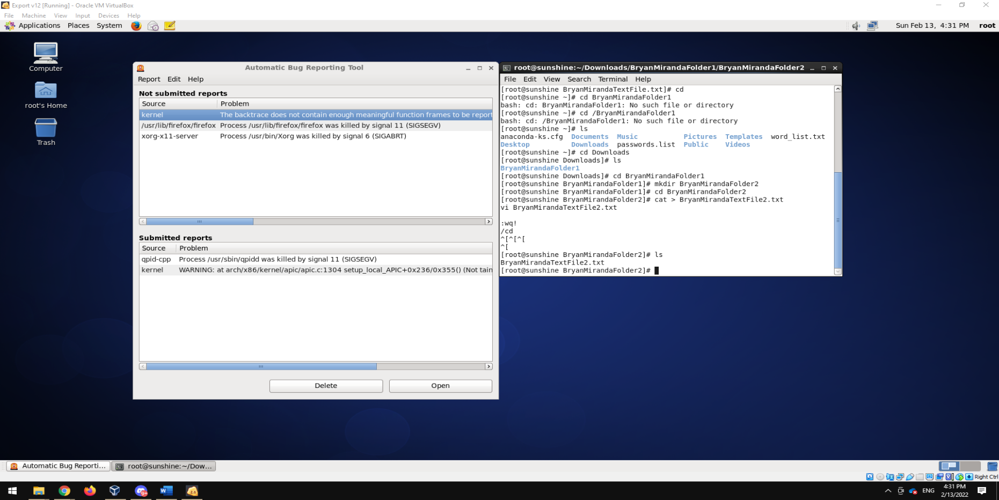 Export v12 [Running] - Oracle VM VirtualBox
File Machine View Input Devices Help
Applications Places System
Sun Feb 13, 4:31 PM root
Computer
root's Home
Trash
Automatic Bug Reporting Tool
Report Edit Help
Not submitted reports
Source Problem
kernel The backtrace does not contain enough meaningful function frames to be report
/usr/lib/firefox/firefox Process /usr/lib/firefox/firefox was killed by signal 11 (SIGSEGV)
xorg-x11-server Process /usr/bin/Xorg was killed by signal 6 (SIGABRT)
Submitted reports
Source Problem
qpid-cpp Process /usr/sbin/qpidd was killed by signal 11 (SIGSEGV)
kernel WARNING: at arch/x86/kernel/apic/apic.c:1304 setup_local_APIC+0x236/0x355() (Not tain
Delete Open
root@sunshine:~/Downloads/BryanMirandaFolder1/BryanMirandaFolder2
File Edit View Search Terminal Help
[root@sunshine BryanMirandaTextFile.txt]# cd
[root@sunshine ~]# cd BryanMirandaFolder1
bash: cd: BryanMirandaFolder1: No such file or directory
[root@sunshine ~]# cd /BryanMirandaFolder1
bash: cd: /BryanMirandaFolder1: No such file or directory
[root@sunshine ~]# ls
anaconda-ks.cfg Documents Music Pictures Templates word_list.txt
Desktop Downloads passwords.list Public Videos
[root@sunshine ~]# cd Downloads
[root@sunshine Downloads]# ls
BryanMirandaFolder1
[root@sunshine Downloads]# cd BryanMirandaFolder1
[root@sunshine BryanMirandaFolder1]# mkdir BryanMirandaFolder2
[root@sunshine BryanMirandaFolder1]# cd BryanMirandaFolder2
[root@sunshine BryanMirandaFolder2]# cat > BryanMirandaTextFile2.txt
vi BryanMirandaTextFile2.txt
:wq!
/cd
^[^[^[
^[
[root@sunshine BryanMirandaFolder2]# ls
BryanMirandaTextFile2.txt
[root@sunshine BryanMirandaFolder2]#
Automatic Bug Reporti... root@sunshine:~/Dow...
Right Ctrl
ENG
4:31 PM
2/13/2022